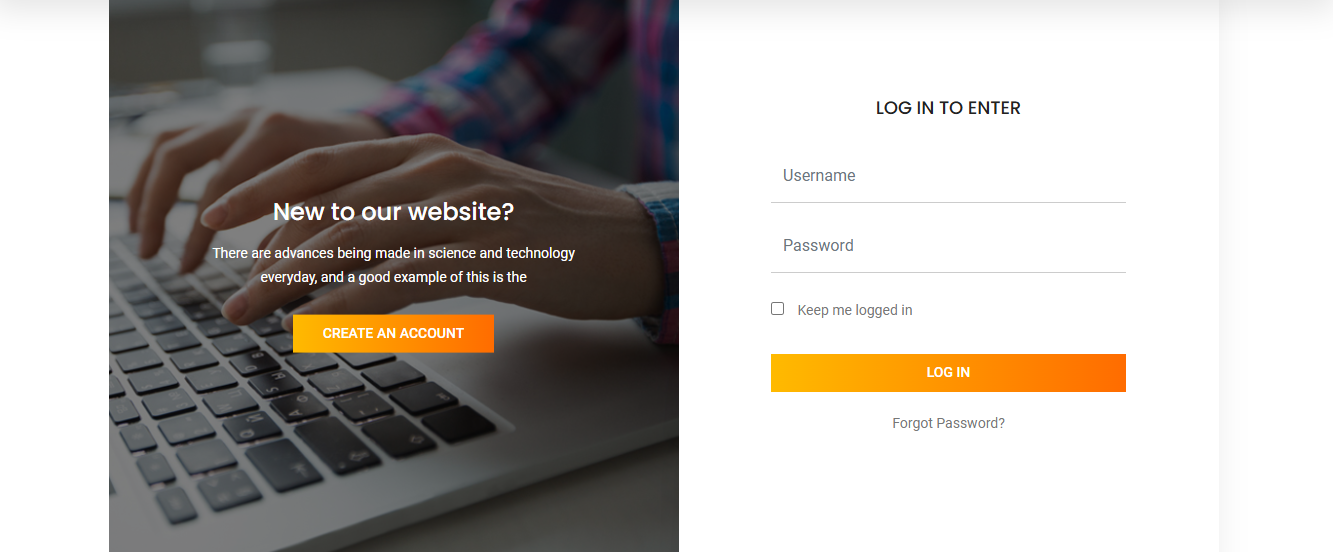 New to our website?
There are advances being made in science and technology
everyday, and a good example of this is the
CREATE AN ACCOUNT
LOG IN TO ENTER
Username
Password
Keep me logged in
LOG IN
Forgot Password?